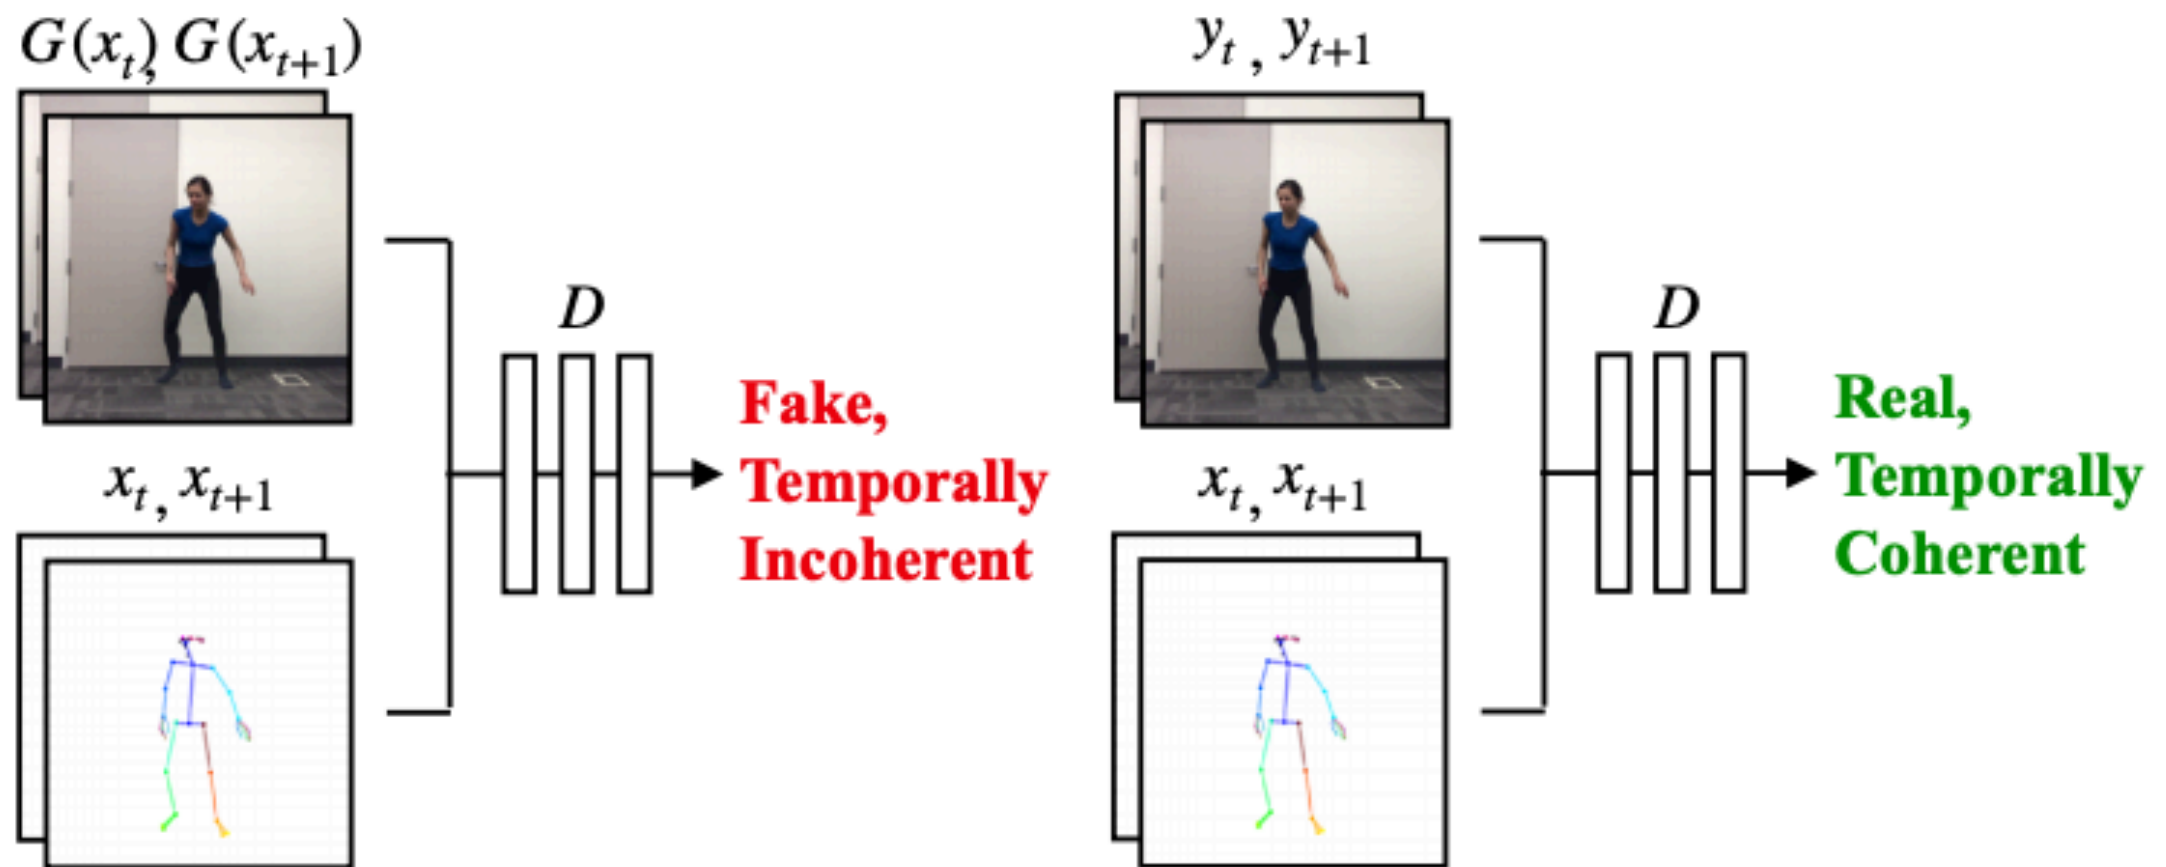 G(x_t), G(x_{t+1})
x_t, x_{t+1}
D
Fake,
Temporally
Incoherent
y_t, y_{t+1}
x_t, x_{t+1}
D
Real,
Temporally
Coherent